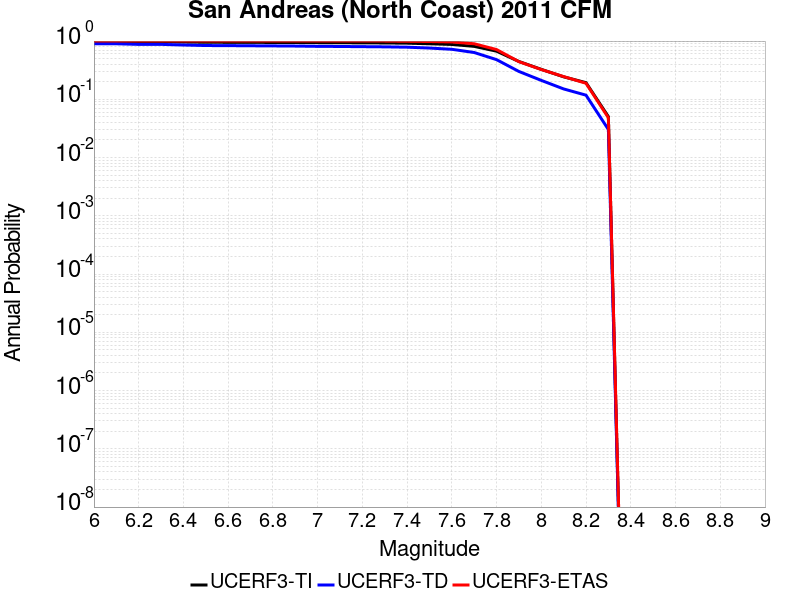 San Andreas (North Coast) 2011 CFM
10^0
10^-1
10^-2
10^-3
10^-4
10^-5
10^-6
10^-7
10^-8
Annual Probability
6 6.2 6.4 6.6 6.8 7 7.2 7.4 7.6 7.8 8 8.2 8.4 8.6 8.8 9
Magnitude
UCERF3-TI UCERF3-TD UCERF3-ETAS